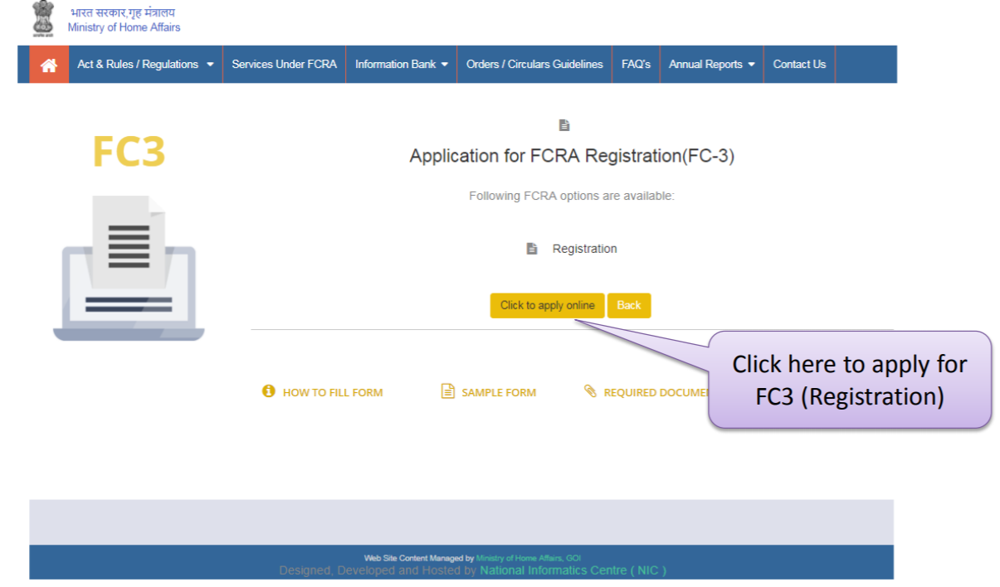 भारत सरकार,गृह मंत्रालय
Ministry of Home Affairs
Act & Rules / Regulations
Services Under FCRA
Information Bank
Orders / Circulars Guidelines
FAQ's
Annual Reports
Contact Us
FC3
Application for FCRA Registration(FC-3)
Following FCRA options are available:
Registration
Click to apply online
Back
Click here to apply for
FC3 (Registration)
HOW TO FILL FORM
SAMPLE FORM
REQUIRED
Web Site Content Managed by Ministry of Home Affairs, GOI
Designed, Developed and Hosted by National Informatics Centre ( NIC )